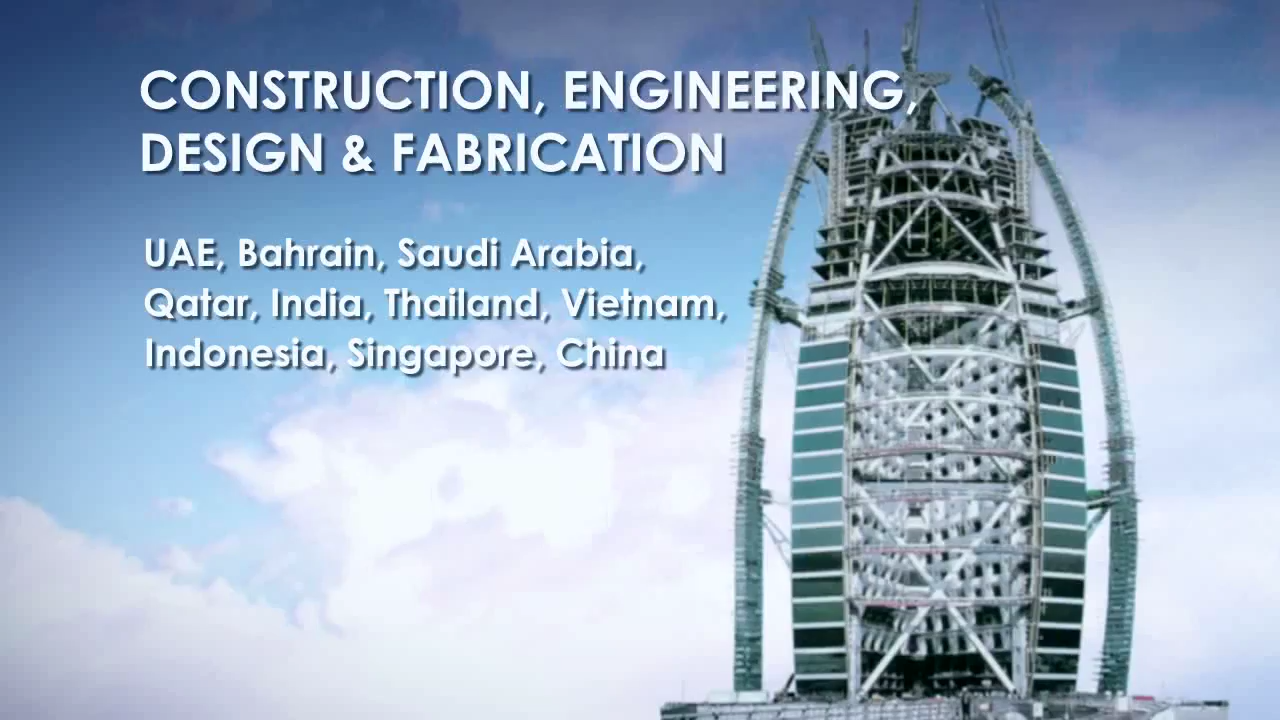 CONSTRUCTION, ENGINEERING,
DESIGN & FABRICATION
UAE, Bahrain, Saudi Arabia,
Qatar, India, Thailand, Vietnam,
Indonesia, Singapore, China